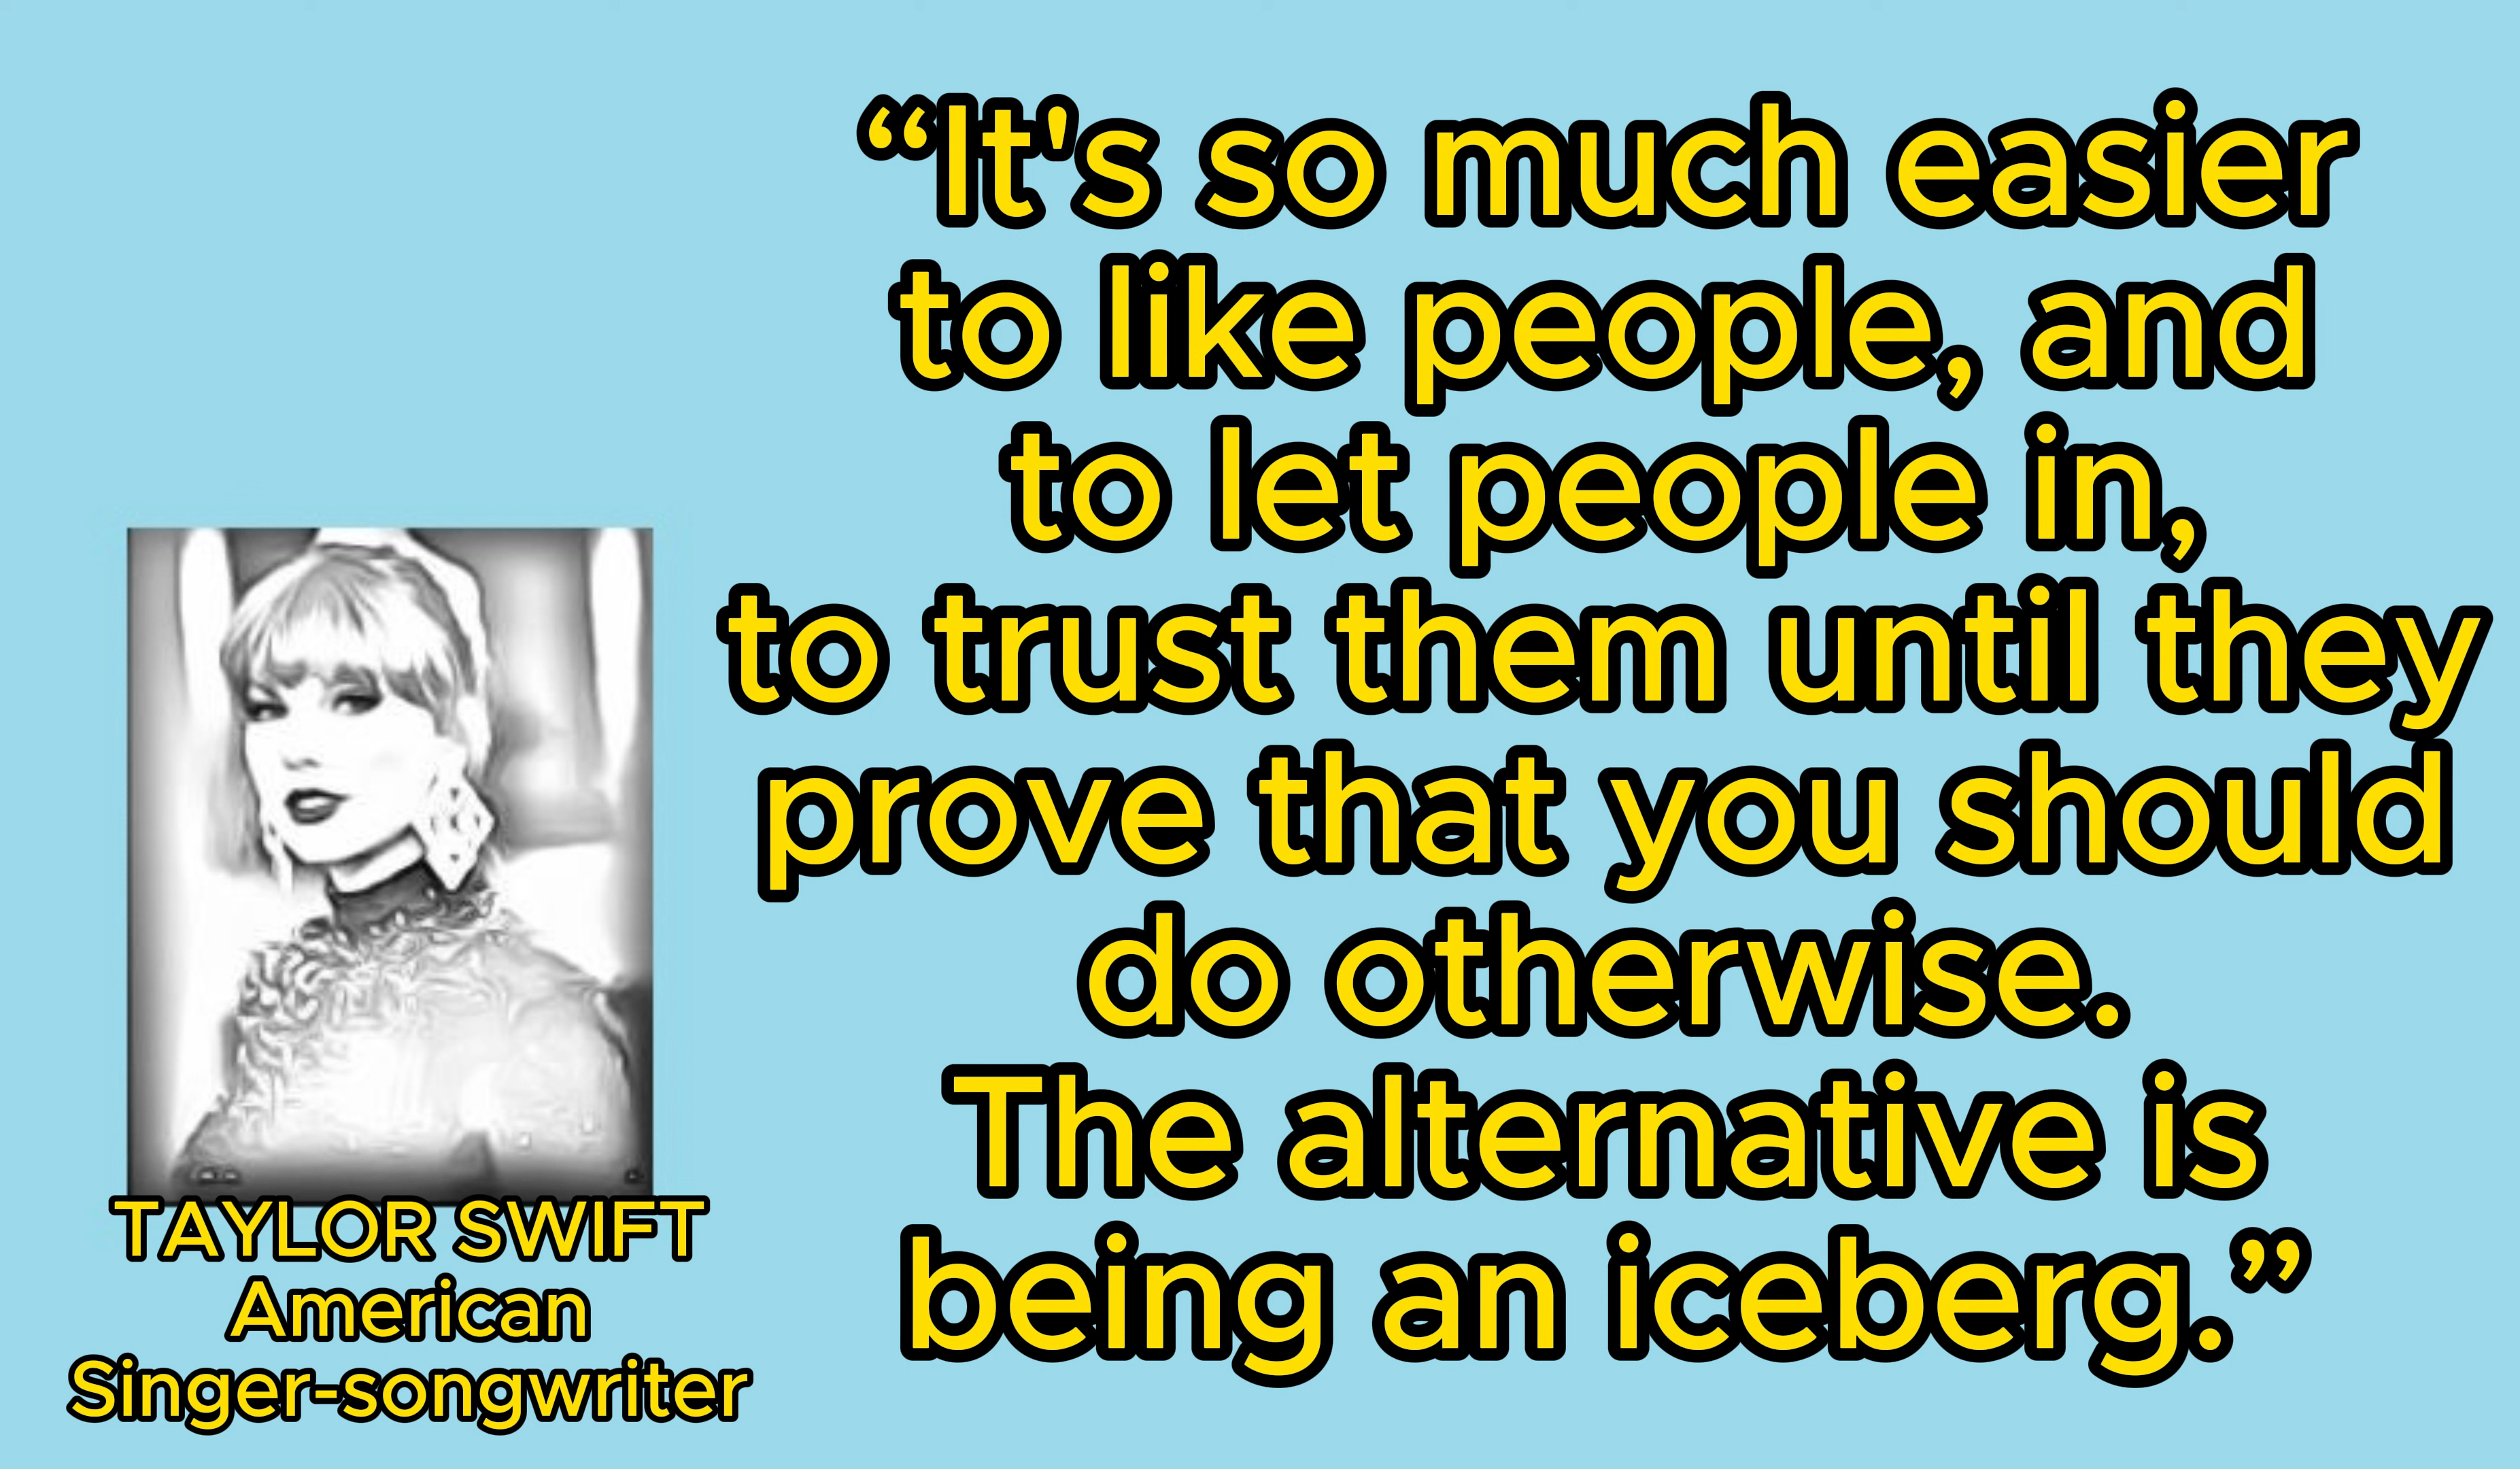 “It's so much easier
to like people, and
to let people in,
to trust them until they
prove that you should
do otherwise.
The alternative is
being an iceberg.”
TAYLOR SWIFT
American
Singer-songwriter